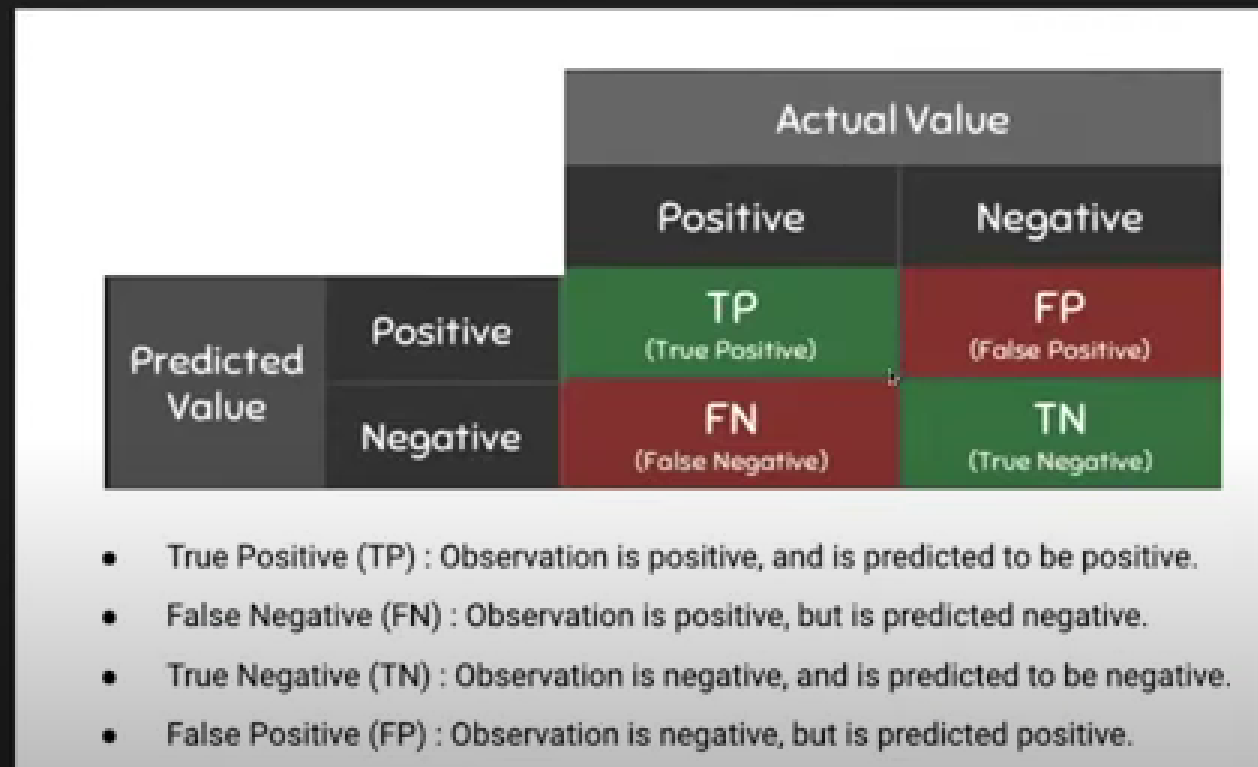 Actual Value
Positive Negative
Predicted
Value
Positive
TP
(True Positive)
FP
(False Positive)
Negative
FN
(False Negative)
TN
(True Negative)
● True Positive (TP) : Observation is positive, and is predicted to be positive.
● False Negative (FN) : Observation is positive, but is predicted negative.
● True Negative (TN) : Observation is negative, and is predicted to be negative.
● False Positive (FP) : Observation is negative, but is predicted positive.